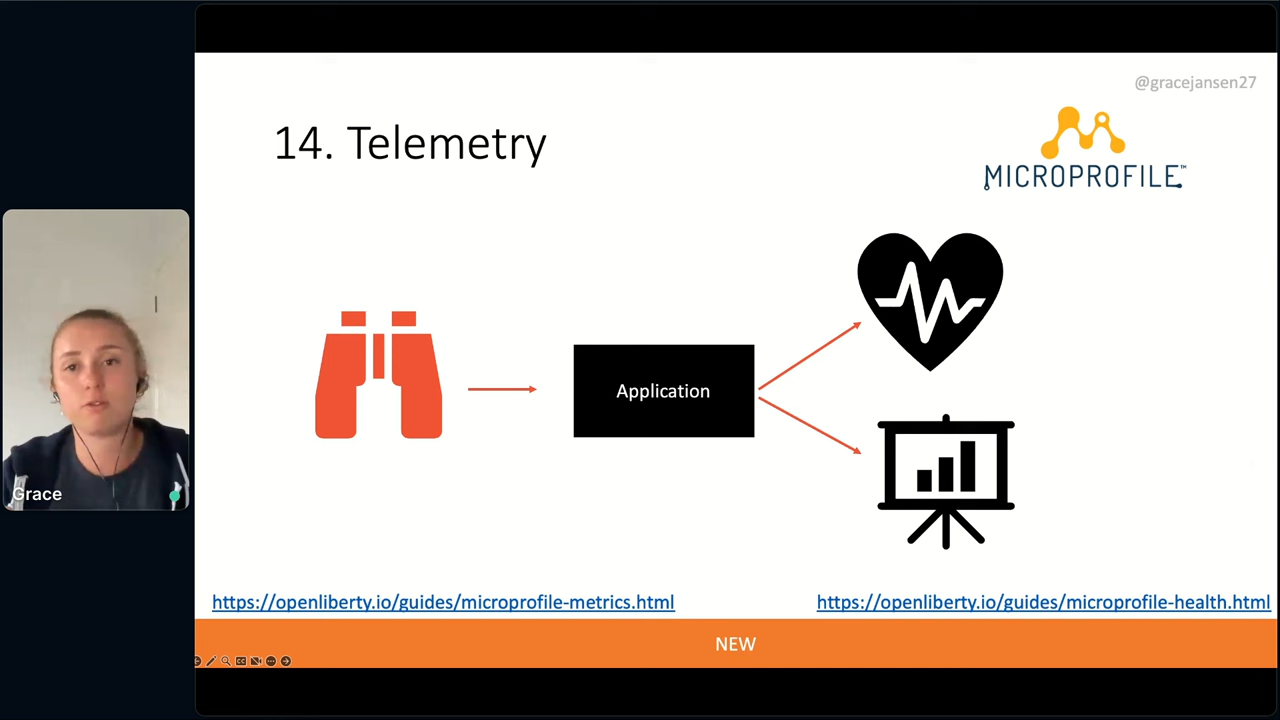 @gracejansen27
14. Telemetry
MICROPROFILE™
Application
Grace
https://openliberty.io/guides/microprofile-metrics.html
https://openliberty.io/guides/microprofile-health.html
NEW